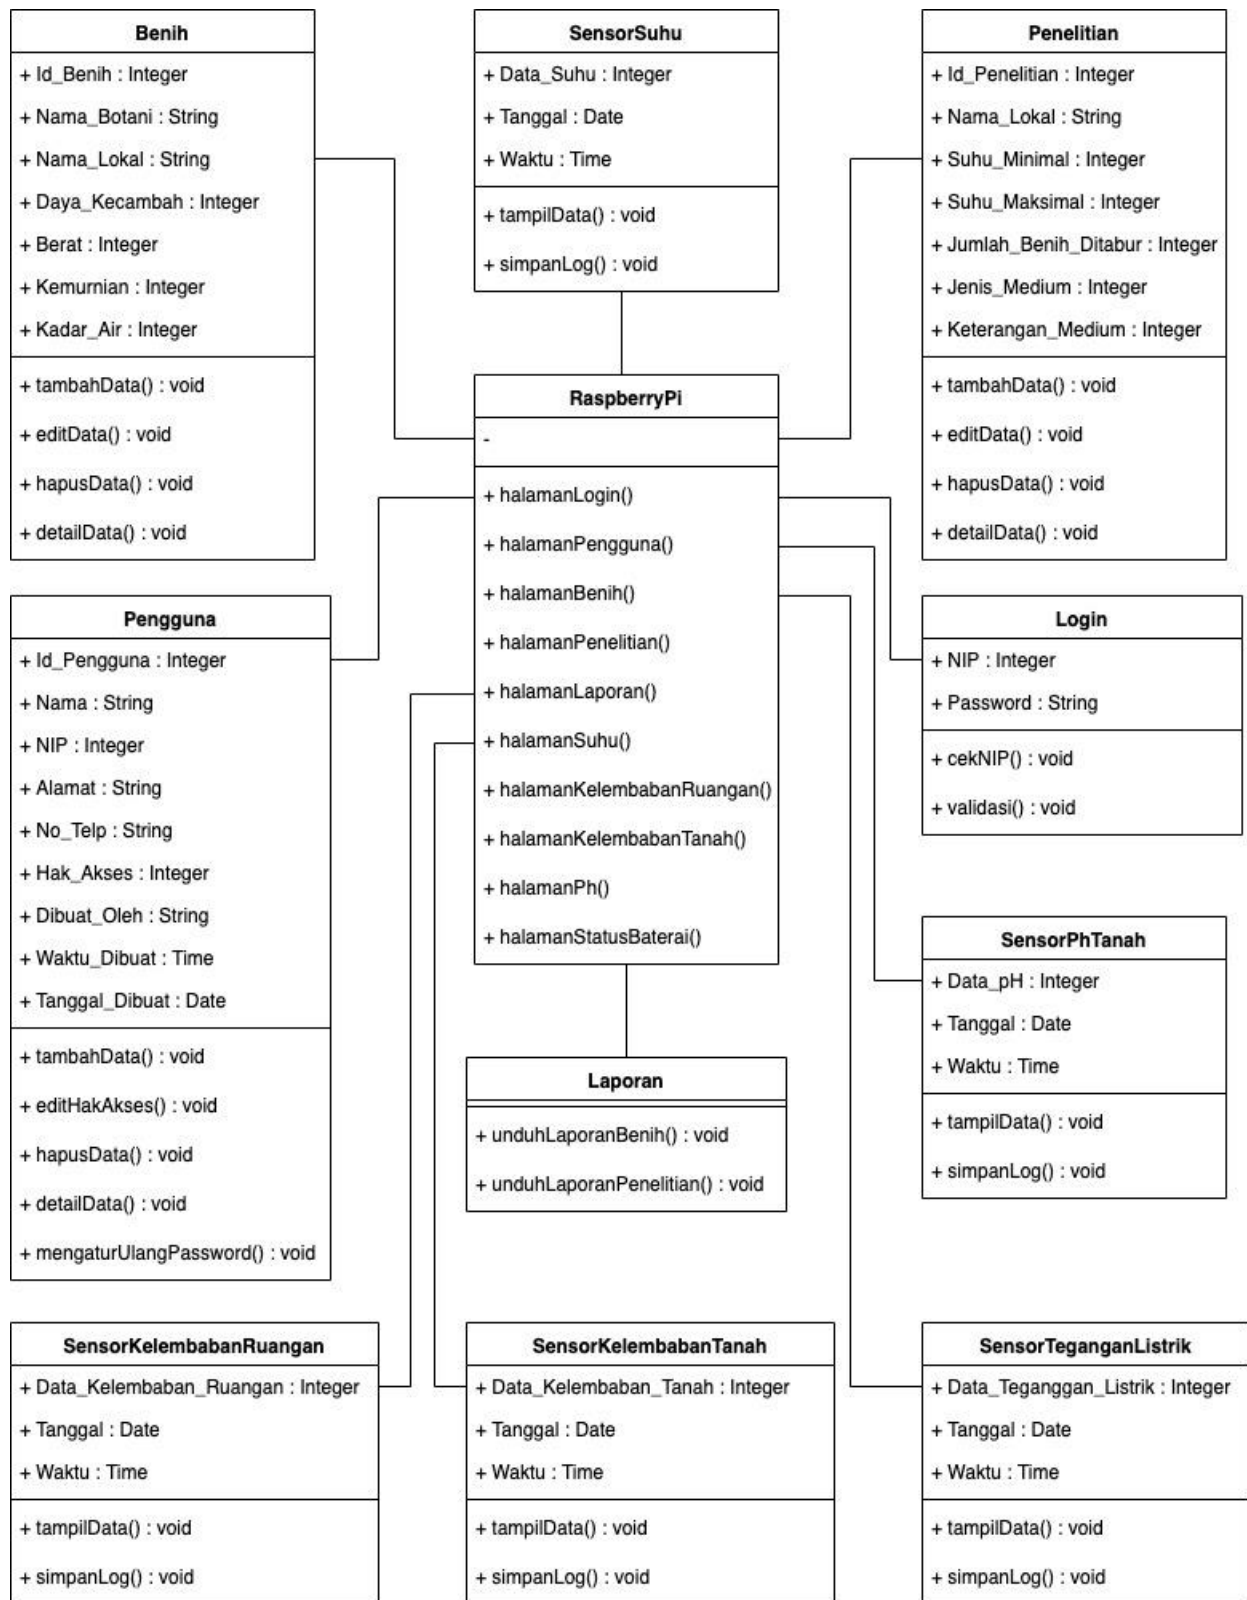 Benih
+ Id_Benih : Integer
+ Nama_Botani : String
+ Nama_Lokal : String
+ Daya_Kecambah : Integer
+ Berat : Integer
+ Kemurnian : Integer
+ Kadar_Air : Integer
+ tambahData() : void
+ editData() : void
+ hapusData() : void
+ detailData() : void
SensorSuhu
+ Data_Suhu : Integer
+ Tanggal : Date
+ Waktu : Time
+ tampilData() : void
+ simpanLog() : void
Penelitian
+ Id_Penelitian : Integer
+ Nama_Lokal : String
+ Suhu_Minimal : Integer
+ Suhu_Maksimal : Integer
+ Jumlah_Benih_Ditabur : Integer
+ Jenis_Medium : Integer
+ Keterangan_Medium : Integer
+ tambahData() : void
+ editData() : void
+ hapusData() : void
+ detailData() : void
RaspberryPi
-
+ halamanLogin()
+ halamanPengguna()
+ halamanBenih()
+ halamanPenelitian()
+ halamanLaporan()
+ halamanSuhu()
+ halamanKelembabanRuangan()
+ halamanKelembabanTanah()
+ halamanPh()
+ halamanStatusBaterai()
Pengguna
+ Id_Pengguna : Integer
+ Nama : String
+ NIP : Integer
+ Alamat : String
+ No_Telp : String
+ Hak_Akses : Integer
+ Dibuat_Oleh : String
+ Waktu_Dibuat : Time
+ Tanggal_Dibuat : Date
+ tambahData() : void
+ editHakAkses() : void
+ hapusData() : void
+ detailData() : void
+ mengaturUlangPassword() : void
Login
+ NIP : Integer
+ Password : String
+ cekNIP() : void
+ validasi() : void
SensorPhTanah
+ Data_pH : Integer
+ Tanggal : Date
+ Waktu : Time
+ tampilData() : void
+ simpanLog() : void
Laporan
+ unduhLaporanBenih() : void
+ unduhLaporanPenelitian() : void
SensorKelembabanRuangan
+ Data_Kelembaban_Ruangan : Integer
+ Tanggal : Date
+ Waktu : Time
+ tampilData() : void
+ simpanLog() : void
SensorKelembabanTanah
+ Data_Kelembaban_Tanah : Integer
+ Tanggal : Date
+ Waktu : Time
+ tampilData() : void
+ simpanLog() : void
SensorTeganganListrik
+ Data_Teganggan_Listrik : Integer
+ Tanggal : Date
+ Waktu : Time
+ tampilData() : void
+ simpanLog() : void